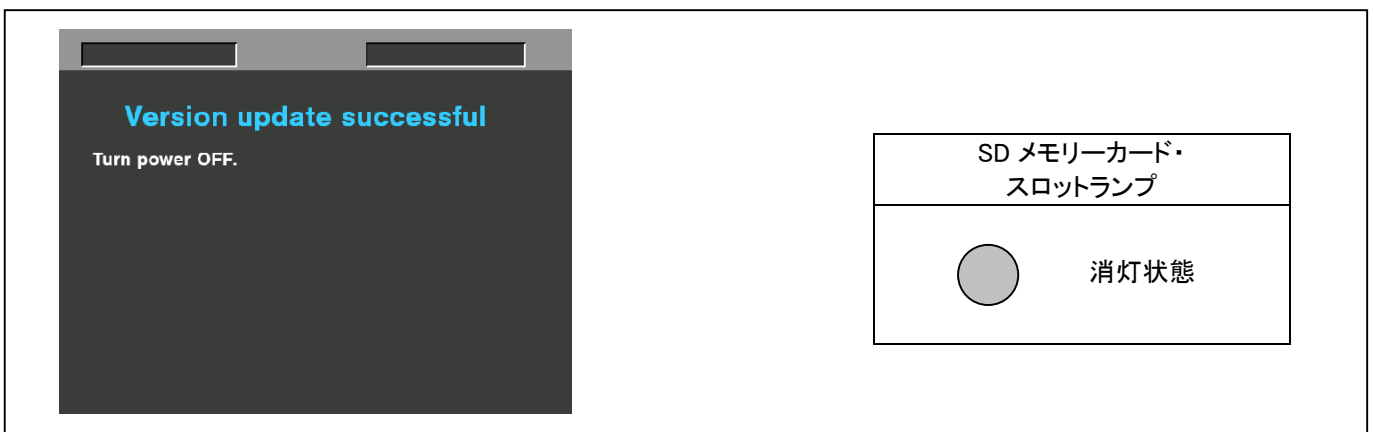 Version update successful
Turn power OFF.
SD メモリーカード・
スロットランプ
消灯状態